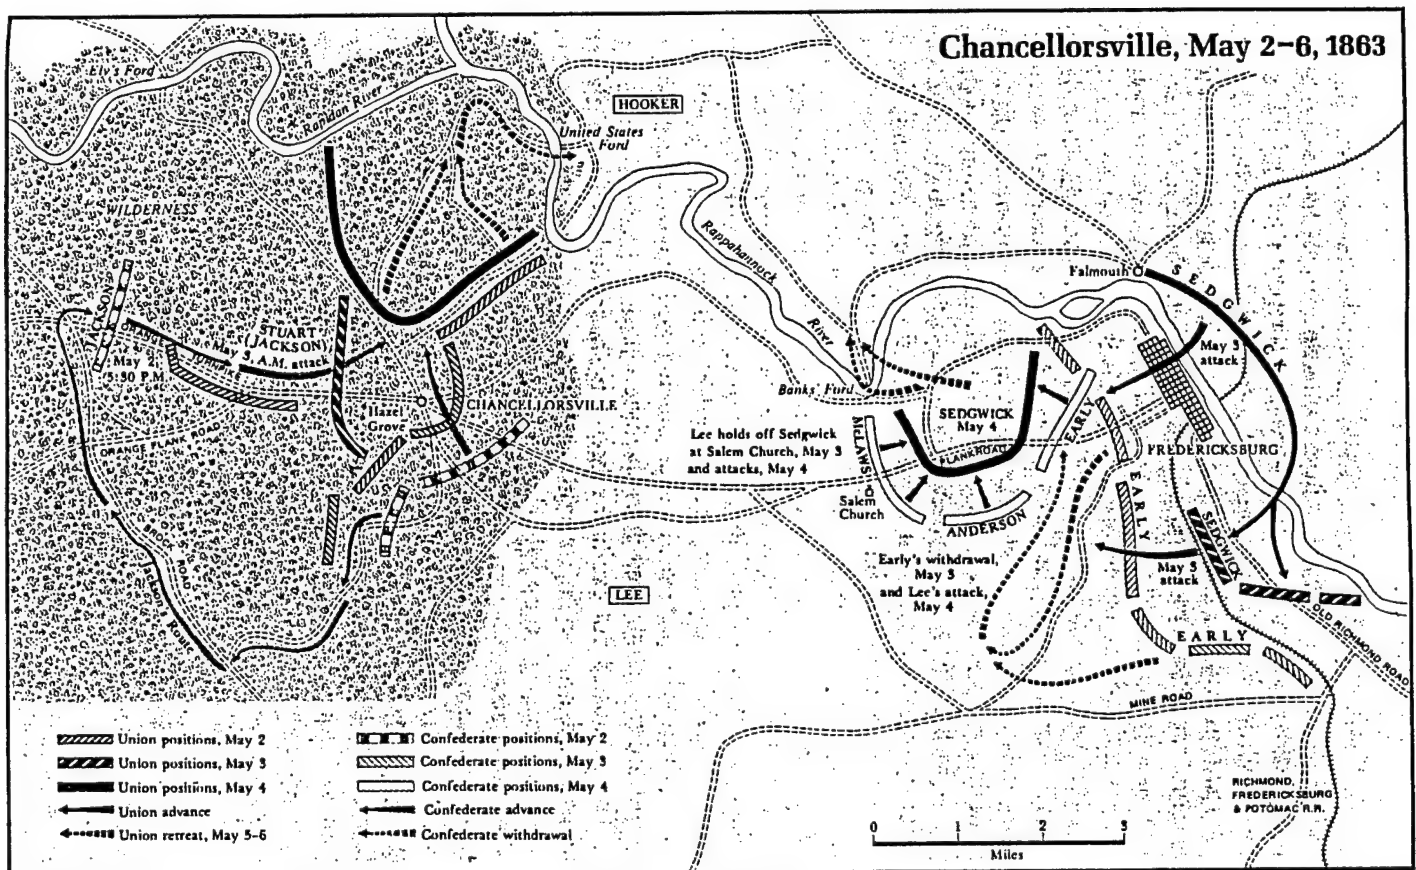 Chancellorsville, May 2–6, 1863
Ely's Ford
Rapidan River
HOOKER
United States
Ford
WILDERNESS
Rappahannock
River
Falmouth
SEDGWICK
JACKSON
May 2
5:30 P.M.
STUART
(JACKSON)
May 3, A.M. attack
May 3
attack
Banks' Ford
Hazel
Grove
CHANCELLORSVILLE
ORANGE PLANK ROAD
Lee holds off Sedgwick
at Salem Church, May 3
and attacks, May 4
McLAWS
SEDGWICK
May 4
PLANK ROAD
EARLY
FREDERICKSBURG
Salem
Church
ANDERSON
EARLY
SEDGWICK
BROCK
ROAD
Early's withdrawal,
May 3
and Lee's attack,
May 4
May 3
attack
LEE
EARLY
OLD RICHMOND ROAD
MINE ROAD
Union positions, May 2
Union positions, May 3
Union positions, May 4
Union advance
Union retreat, May 5–6
Confederate positions, May 2
Confederate positions, May 3
Confederate positions, May 4
Confederate advance
Confederate withdrawal
RICHMOND,
FREDERICKSBURG
& POTOMAC R.R.
0 1 2 3
Miles